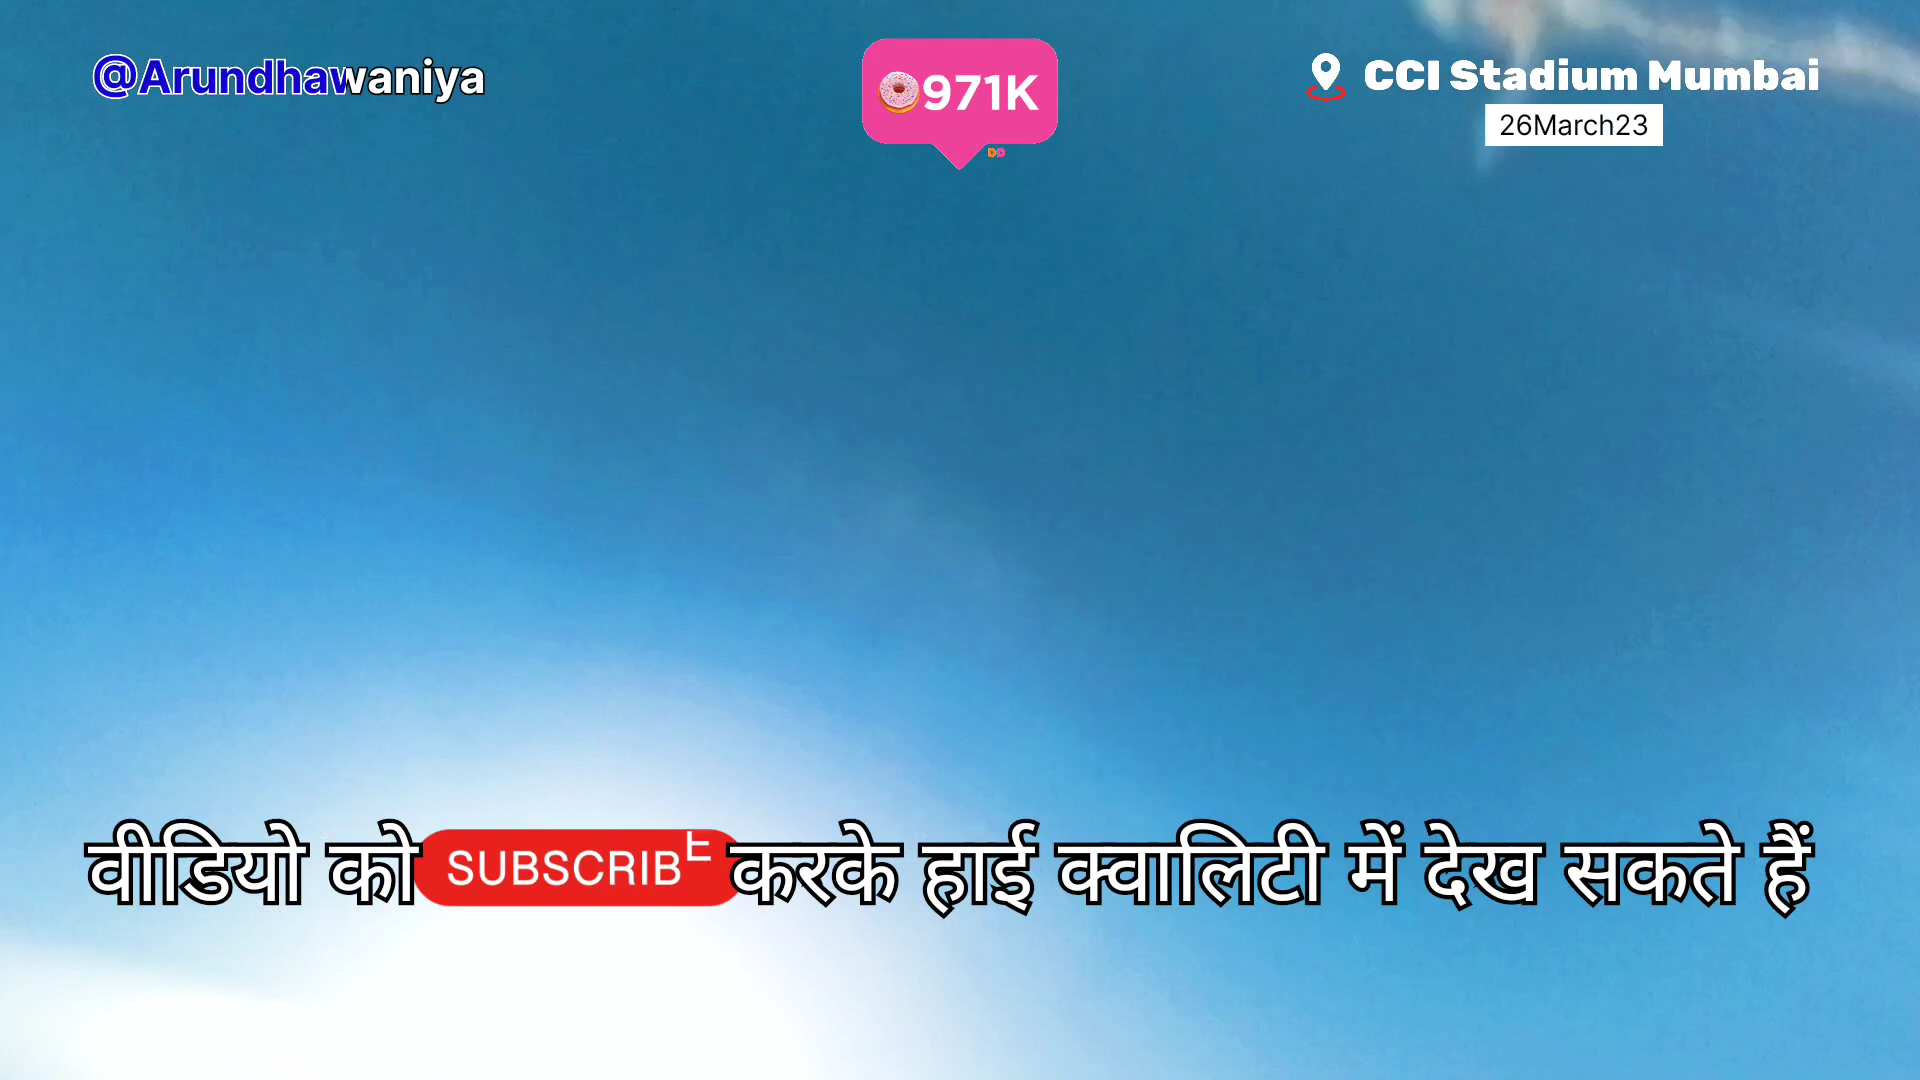 @Arundhawaniya
971K
CCI Stadium Mumbai
26March23
वीडियो को SUBSCRIBE करके हाई क्वालिटी में देख सकते हैं